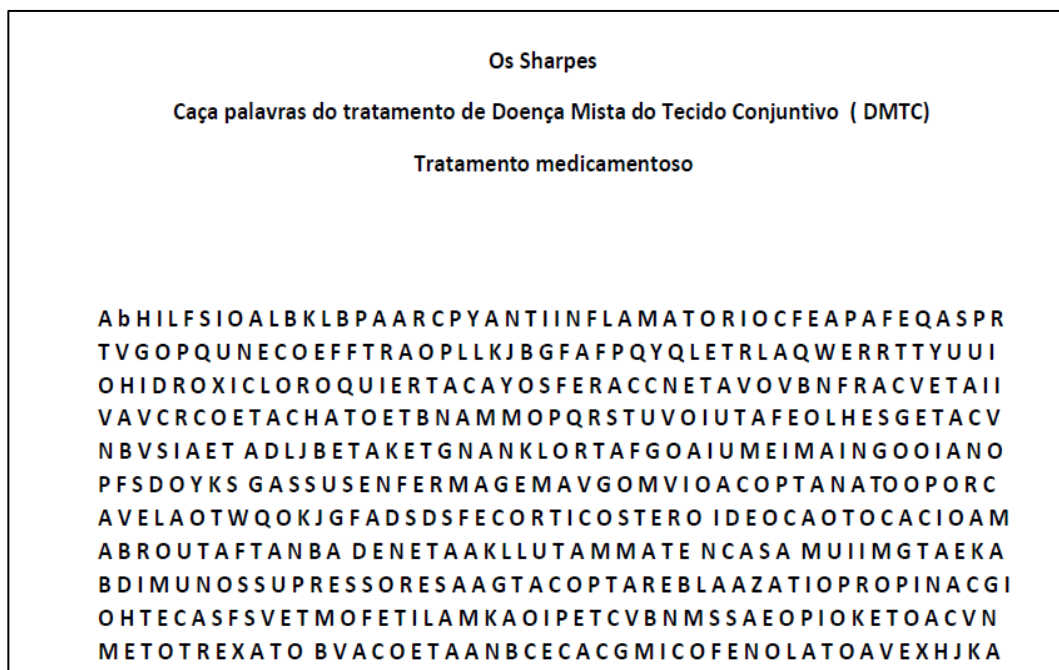 Os Sharpes
Caça palavras do tratamento de Doença Mista do Tecido Conjuntivo ( DMTC)
Tratamento medicamentoso
A b H I L F S I O A L B K L B P A A R C P Y A N T I I N F L A M A T O R I O C F E A P A F E Q A S P R
T V G O P Q U N E C O E F F T R A O P L L K J B G F A F P Q Y Q L E T R L A Q W E R R T T Y U U I
O H I D R O X I C L O R O Q U I E R T A C A Y O S F E R A C C N E T A V O V B N F R A C V E T A I I
V A V C R C O E T A C H A T O E T B N A M M O P Q R S T U V O I U T A F E O L H E S G E T A C V
N B V S I A E T A D L J B E T A K E T G N A N K L O R T A F G O A I U M E I M A I N G O O I A N O
P F S D O Y K S G A S S U S E N F E R M A G E M A V G O M V I O A C O P T A N A T O O P O R C
A V E L A O T W Q O K J G F A D S D S F E C O R T I C O S T E R O I D E O C A O T O C A C I O A M
A B R O U T A F T A N B A D E N E T A A K L L U T A M M A T E N C A S A M U I I M G T A E K A
B D I M U N O S S U P R E S S O R E S A A G T A C O P T A R E B L A A Z A T I O P R O P I N A C G I
O H T E C A S F S V E T M O F E T I L A M K A O I P E T C V B N M S S A E O P I O K E T O A C V N
M E T O T R E X A T O B V A C O E T A A N B C E C A C G M I C O F E N O L A T O A V E X H J K A